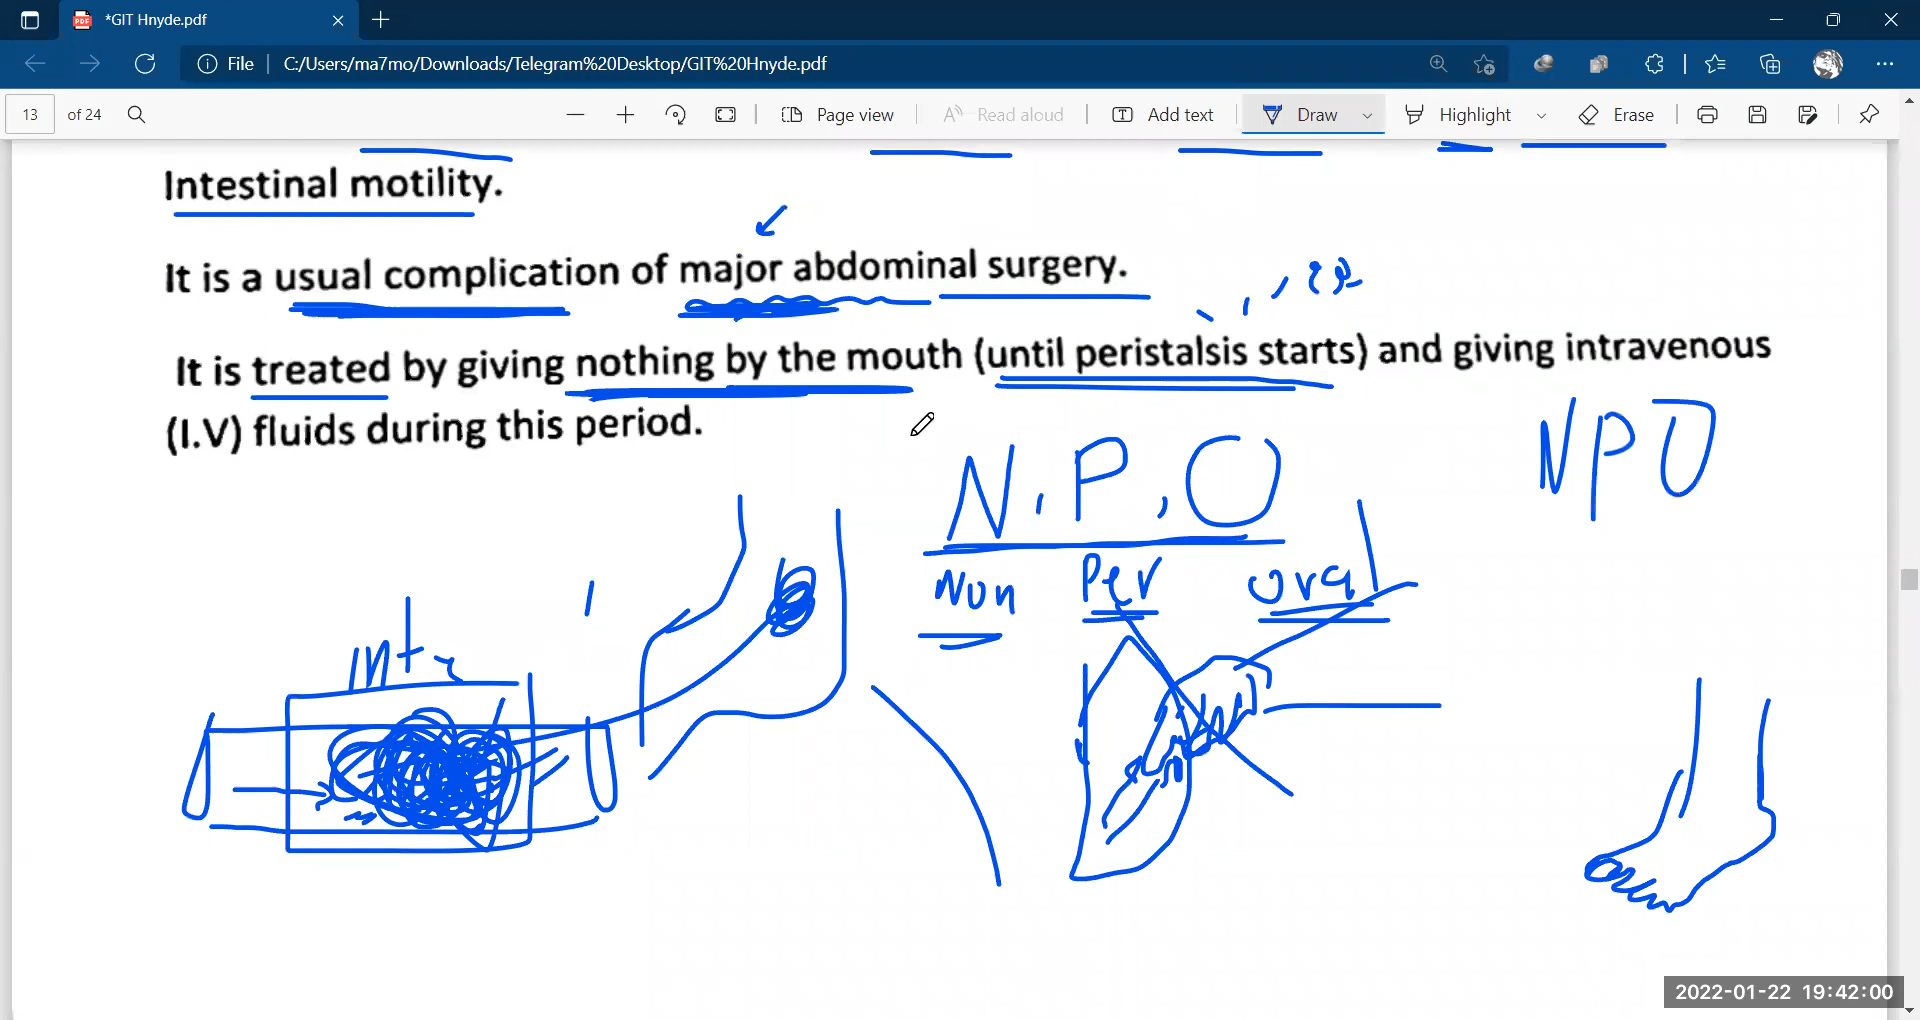 *GIT Hnyde.pdf
File C:/Users/ma7mo/Downloads/Telegram%20Desktop/GIT%20Hnyde.pdf
13 of 24 Page view Read aloud Add text Draw Highlight Erase
Intestinal motility.
It is a usual complication of major abdominal surgery.
It is treated by giving nothing by the mouth (until peristalsis starts) and giving intravenous
(I.V) fluids during this period.
NPO
N.P.O
Non Per Oral
2022-01-22 19:42:00